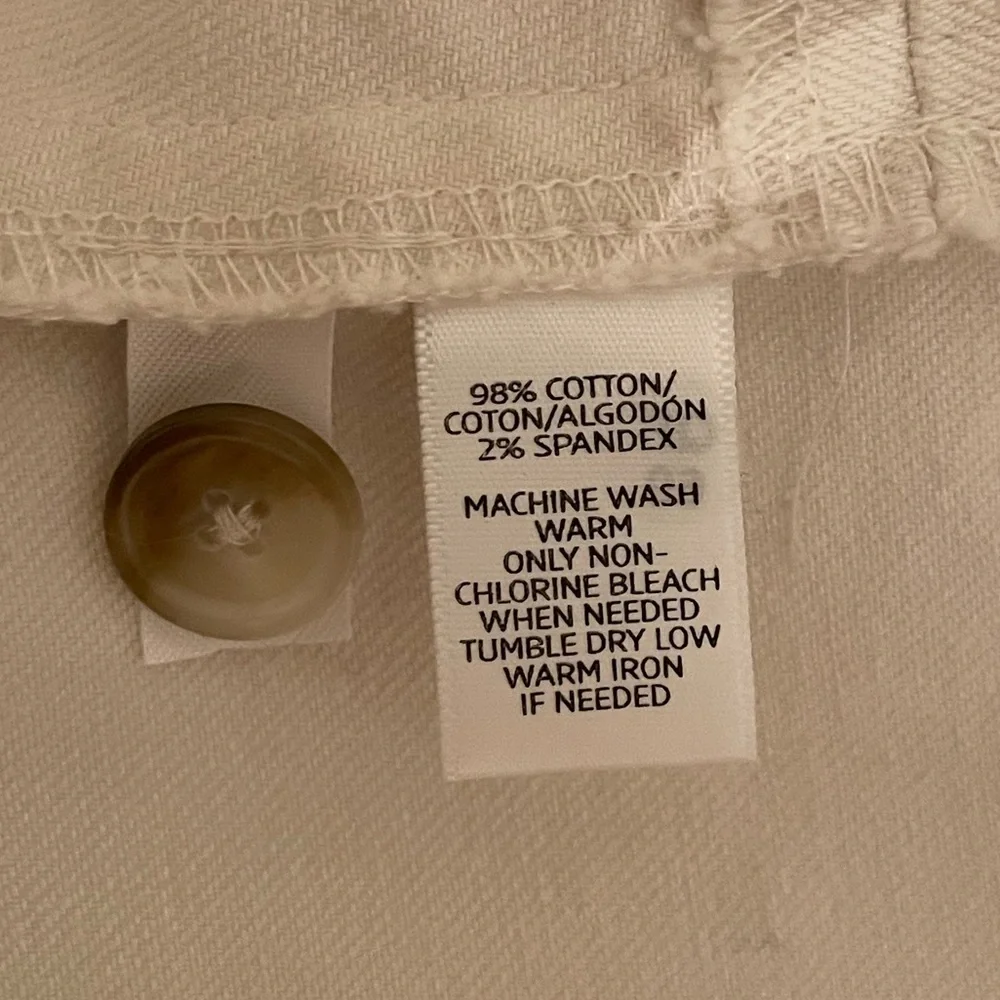 98% COTTON/
COTON/ALGODÓN
2% SPANDEX
MACHINE WASH
WARM
ONLY NON-
CHLORINE BLEACH
WHEN NEEDED
TUMBLE DRY LOW
WARM IRON
IF NEEDED